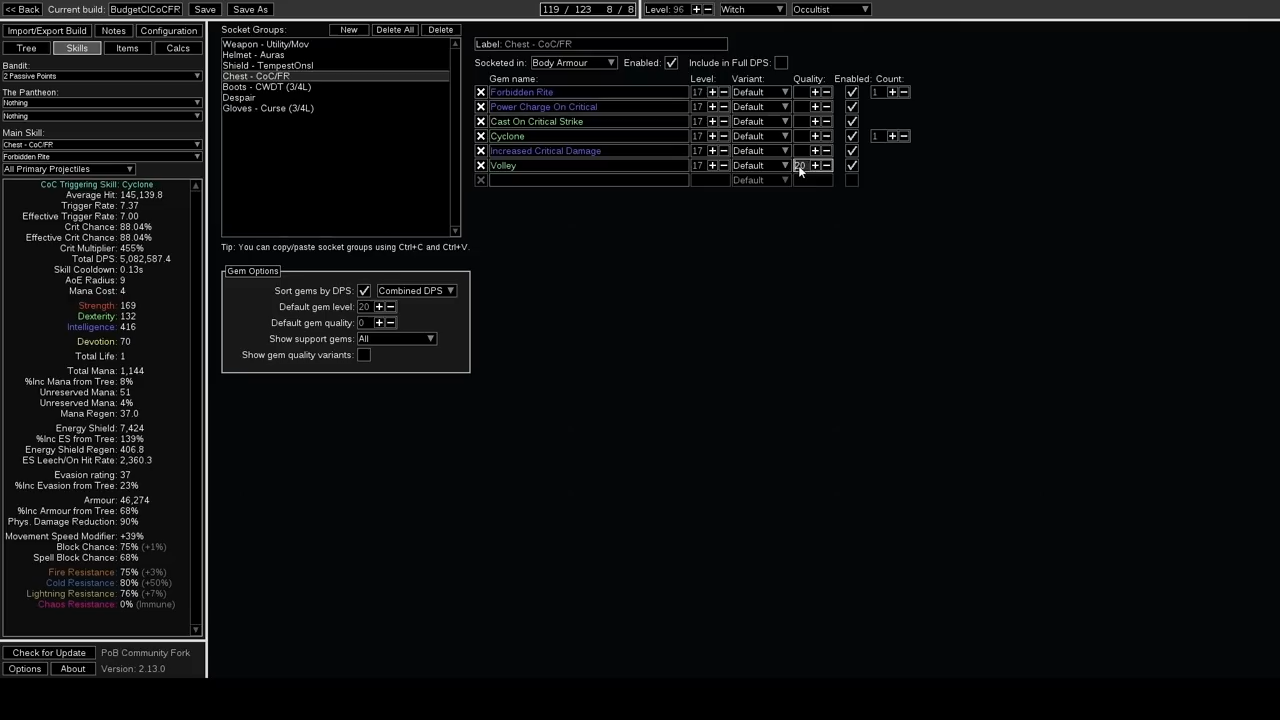 << Back Current build: BudgetCICoCFR Save Save As 119 / 123 8 / 8 Level: 96 + − Witch Occultist
Import/Export Build Notes Configuration
Tree Skills Items Calcs
Bandit:
2 Passive Points
The Pantheon:
Nothing
Nothing
Main Skill:
Chest - CoC/FR
Forbidden Rite
All Primary Projectiles
CoC Triggering Skill: Cyclone
Average Hit: 145,139.8
Trigger Rate: 7.37
Effective Trigger Rate: 7.00
Crit Chance: 88.04%
Effective Crit Chance: 88.04%
Crit Multiplier: 455%
Total DPS: 5,082,587.4
Skill Cooldown: 0.13s
AoE Radius: 9
Mana Cost: 4
Strength: 169
Dexterity: 132
Intelligence: 416
Devotion: 70
Total Life: 1
Total Mana: 1,144
%Inc Mana from Tree: 8%
Unreserved Mana: 51
Unreserved Mana: 4%
Mana Regen: 37.0
Energy Shield: 7,424
%Inc ES from Tree: 139%
Energy Shield Regen: 406.8
ES Leech/On Hit Rate: 2,360.3
Evasion rating: 37
%Inc Evasion from Tree: 23%
Armour: 46,274
%Inc Armour from Tree: 68%
Phys. Damage Reduction: 90%
Movement Speed Modifier: +39%
Block Chance: 75% (+1%)
Spell Block Chance: 68%
Fire Resistance: 75% (+3%)
Cold Resistance: 80% (+50%)
Lightning Resistance: 76% (+7%)
Chaos Resistance: 0% (Immune)
Check for Update PoB Community Fork
Options About Version: 2.13.0
Socket Groups: New Delete All Delete
Weapon - Utility/Mov
Helmet - Auras
Shield - TempestOnsl
Chest - CoC/FR
Boots - CWDT (3/4L)
Despair
Gloves - Curse (3/4L)
Tip: You can copy/paste socket groups using Ctrl+C and Ctrl+V.
Gem Options
Sort gems by DPS: Combined DPS
Default gem level: 20 + −
Default gem quality: 0 + −
Show support gems: All
Show gem quality variants:
Label: Chest - CoC/FR
Socketed in: Body Armour Enabled: Include in Full DPS:
Gem name: Level: Variant: Quality: Enabled: Count:
Forbidden Rite 17 + − Default + − 1 + −
Power Charge On Critical 17 + − Default + −
Cast On Critical Strike 17 + − Default + −
Cyclone 17 + − Default + − 1 + −
Increased Critical Damage 17 + − Default + −
Volley 17 + − Default 20 + −
Default